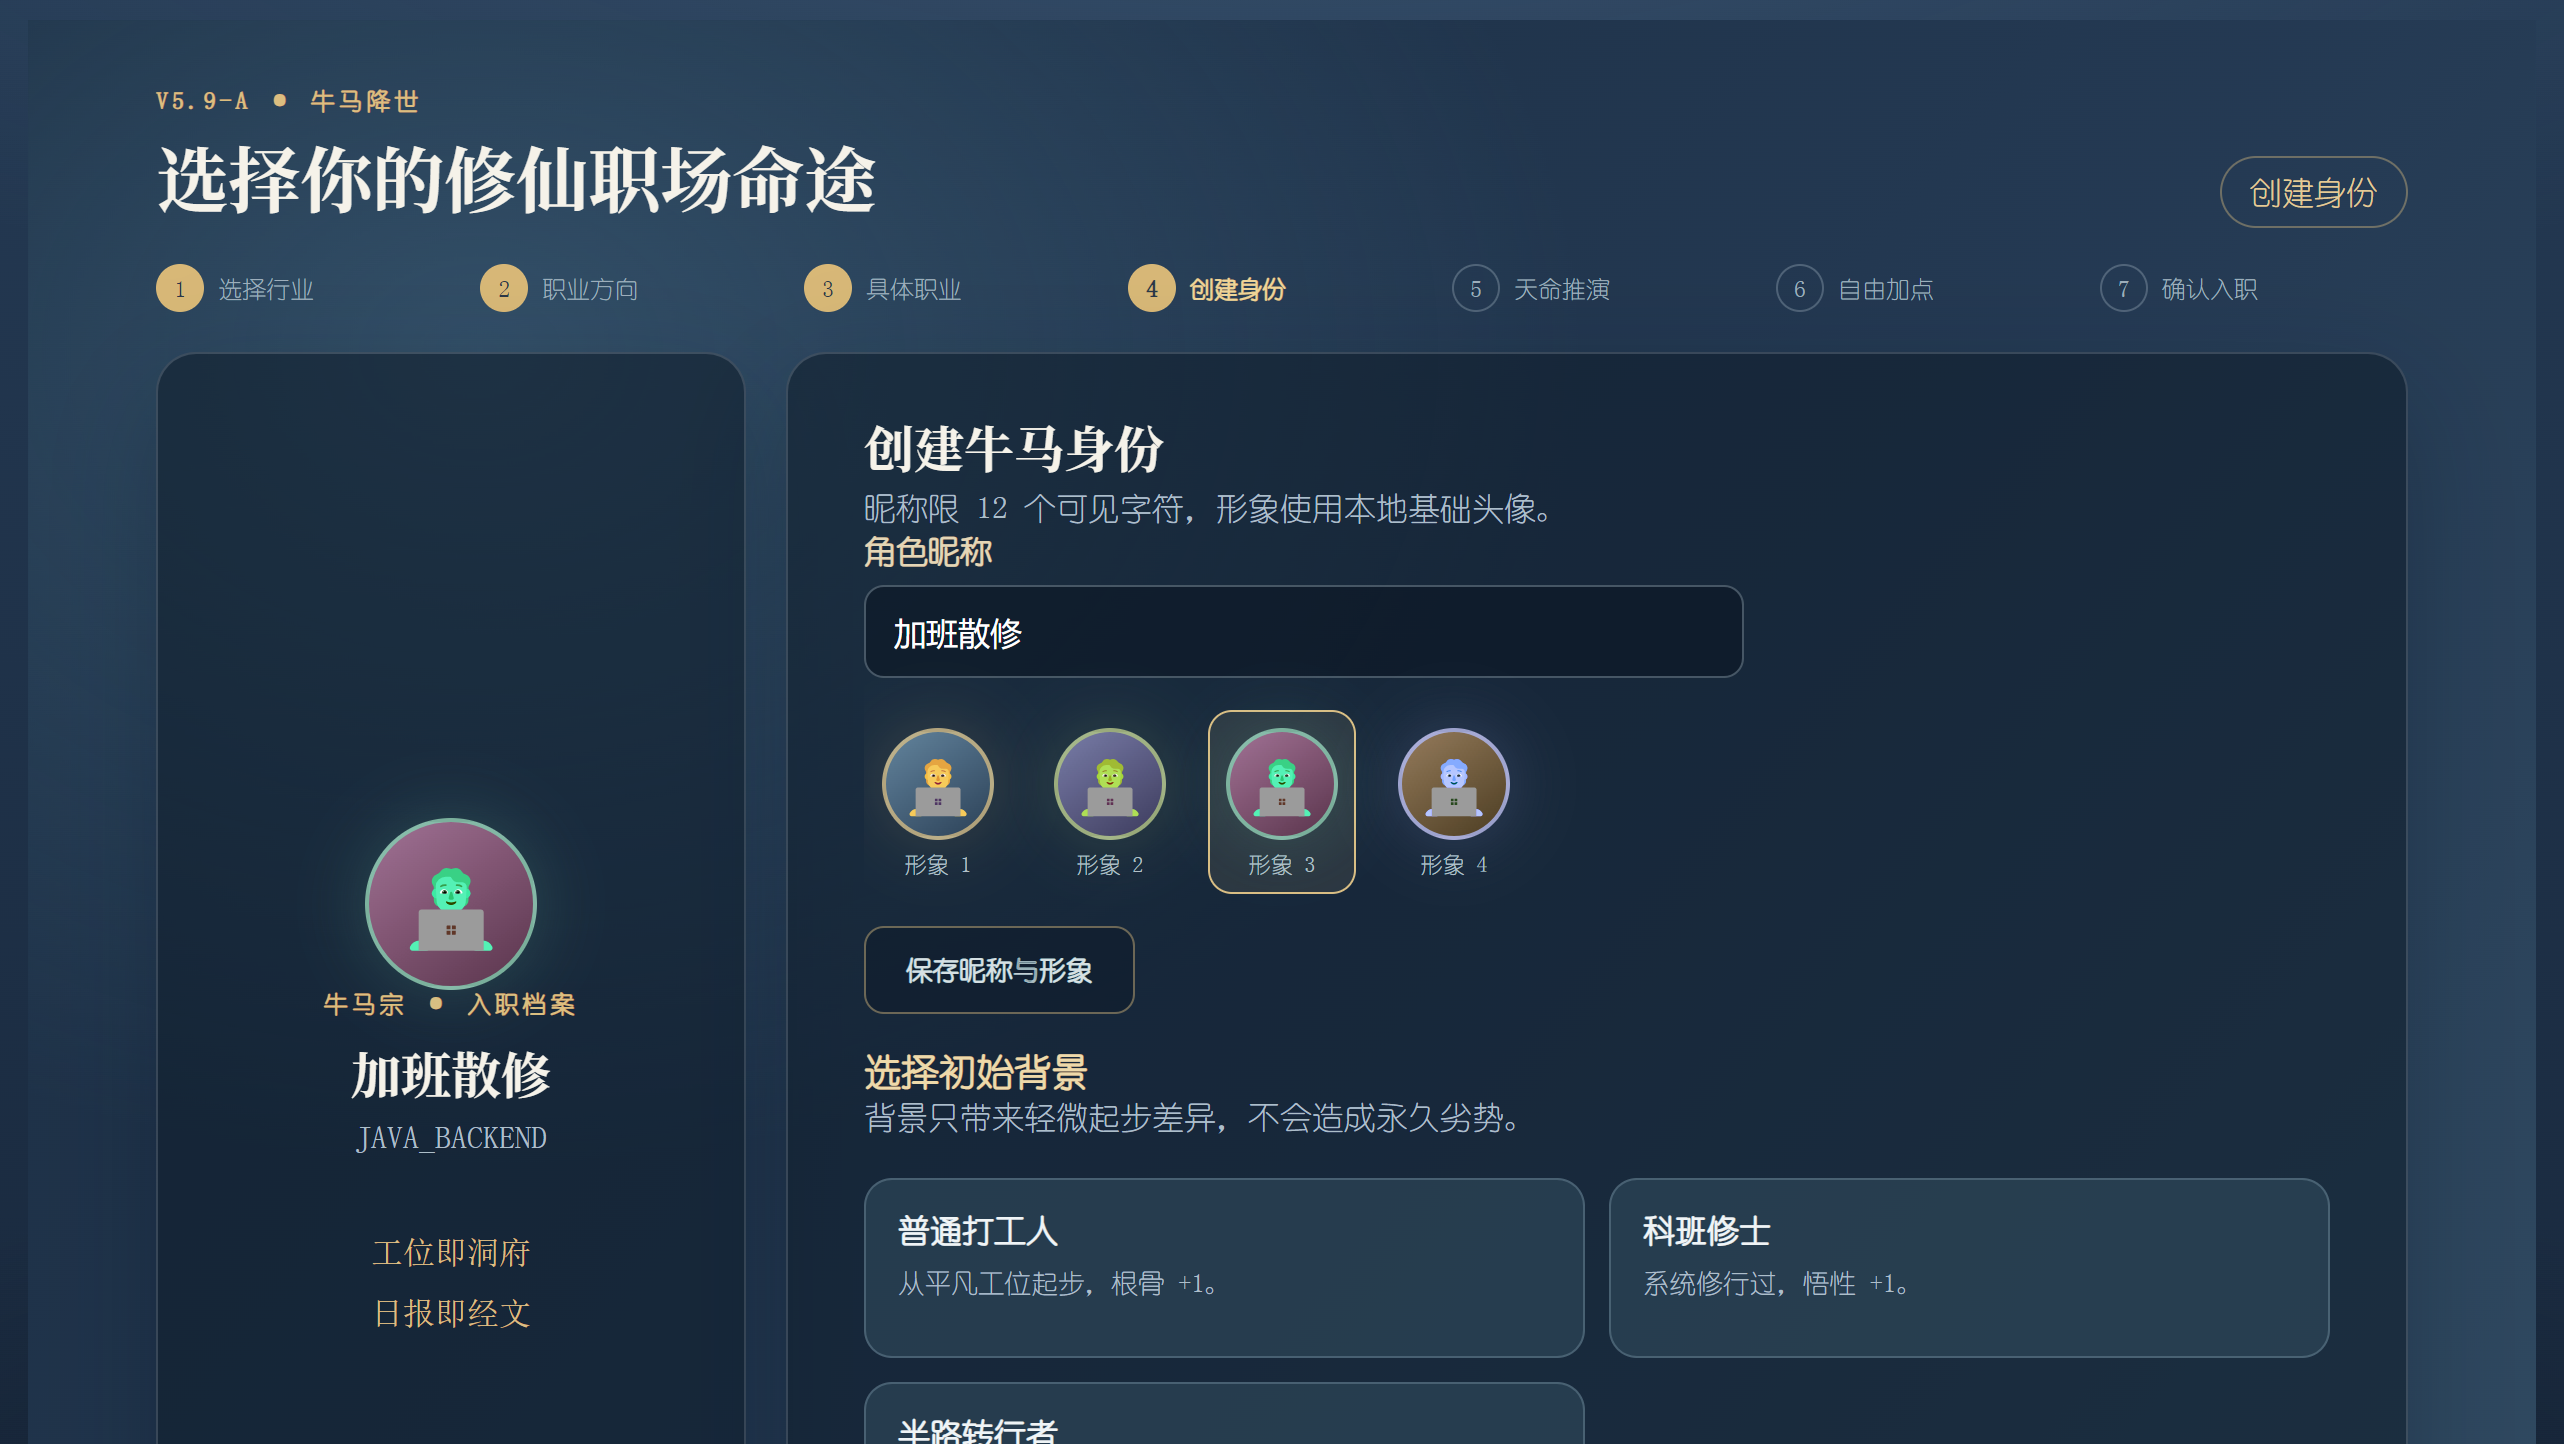 V5.9-A • 牛马降世
选择你的修仙职场命途
创建身份
1 选择行业
2 职业方向
3 具体职业
4 创建身份
5 天命推演
6 自由加点
7 确认入职
牛马宗 • 入职档案
加班散修
JAVA_BACKEND
工位即洞府
日报即经文
创建牛马身份
昵称限 12 个可见字符，形象使用本地基础头像。
角色昵称
加班散修
形象 1
形象 2
形象 3
形象 4
保存昵称与形象
选择初始背景
背景只带来轻微起步差异，不会造成永久劣势。
普通打工人
从平凡工位起步，根骨 +1。
科班修士
系统修行过，悟性 +1。
半路转行者